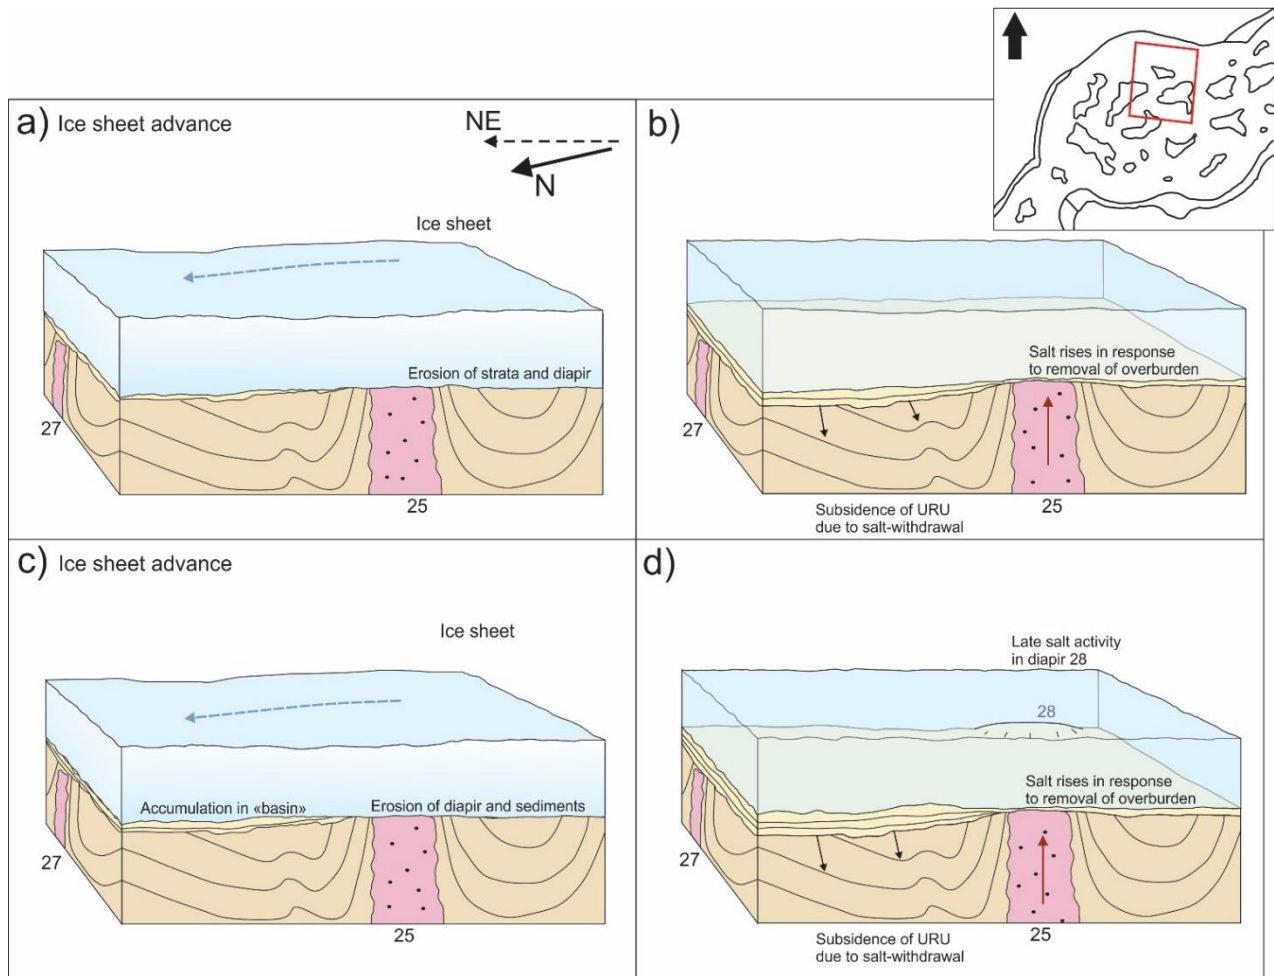 a) Ice sheet advance
NE
N
Ice sheet
Erosion of strata and diapir
27
25
b)
Salt rises in response
to removal of overburden
27
Subsidence of URU
due to salt-withdrawal
25
c) Ice sheet advance
Ice sheet
Accumulation in «basin»
Erosion of diapir and sediments
27
25
d)
Late salt activity
in diapir 28
28
Salt rises in response
to removal of overburden
27
Subsidence of URU
due to salt-withdrawal
25